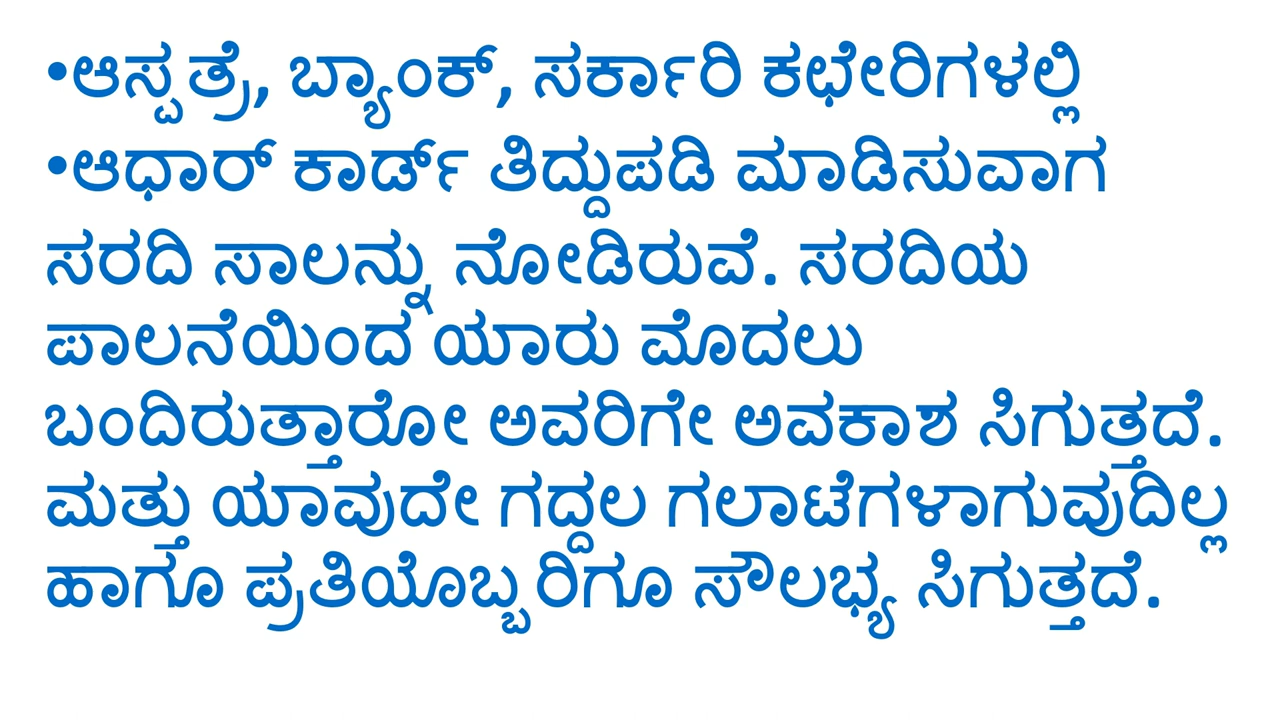 •ಆಸ್ಪತ್ರೆ, ಬ್ಯಾಂಕ್, ಸರ್ಕಾರಿ ಕಛೇರಿಗಳಲ್ಲಿ
•ಆಧಾರ್ ಕಾರ್ಡ್ ತಿದ್ದುಪಡಿ ಮಾಡಿಸುವಾಗ
ಸರದಿ ಸಾಲನ್ನು ನೋಡಿರುವೆ. ಸರದಿಯ
ಪಾಲನೆಯಿಂದ ಯಾರು ಮೊದಲು
ಬಂದಿರುತ್ತಾರೋ ಅವರಿಗೇ ಅವಕಾಶ ಸಿಗುತ್ತದೆ.
ಮತ್ತು ಯಾವುದೇ ಗದ್ದಲ ಗಲಾಟೆಗಳಾಗುವುದಿಲ್ಲ
ಹಾಗೂ ಪ್ರತಿಯೊಬ್ಬರಿಗೂ ಸೌಲಭ್ಯ ಸಿಗುತ್ತದೆ.